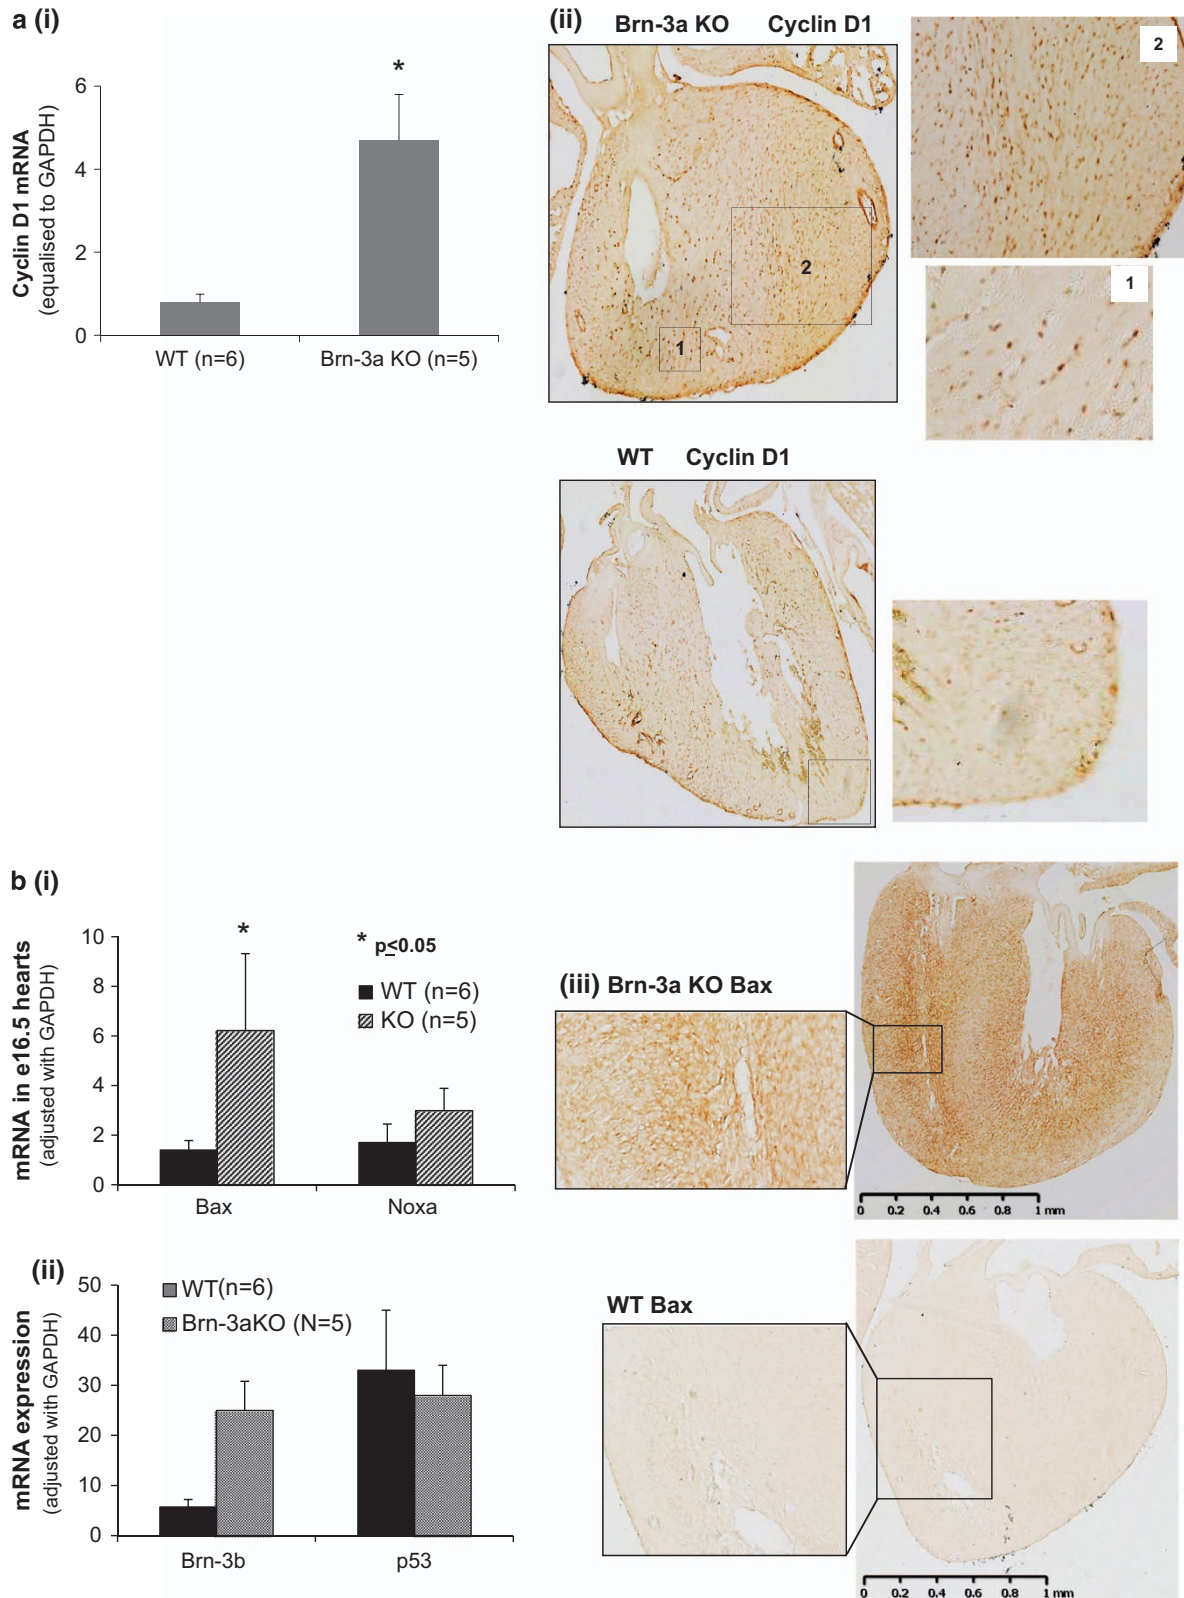 a (i)
Cyclin D1 mRNA
(equalised to GAPDH)
6
4
2
0
*
WT (n=6)
Brn-3a KO (n=5)
(ii)
Brn-3a KO Cyclin D1
2
1
2
1
WT Cyclin D1
b (i)
mRNA in e16.5 hearts
(adjusted with GAPDH)
10
8
6
4
2
0
*
* p≤0.05
WT (n=6)
KO (n=5)
Bax
Noxa
(ii)
mRNA expression
(adjusted with GAPDH)
50
40
30
20
10
0
WT(n=6)
Brn-3aKO (N=5)
Brn-3b
p53
(iii) Brn-3a KO Bax
0 0.2 0.4 0.6 0.8 1 mm
WT Bax
0 0.2 0.4 0.6 0.8 1 mm